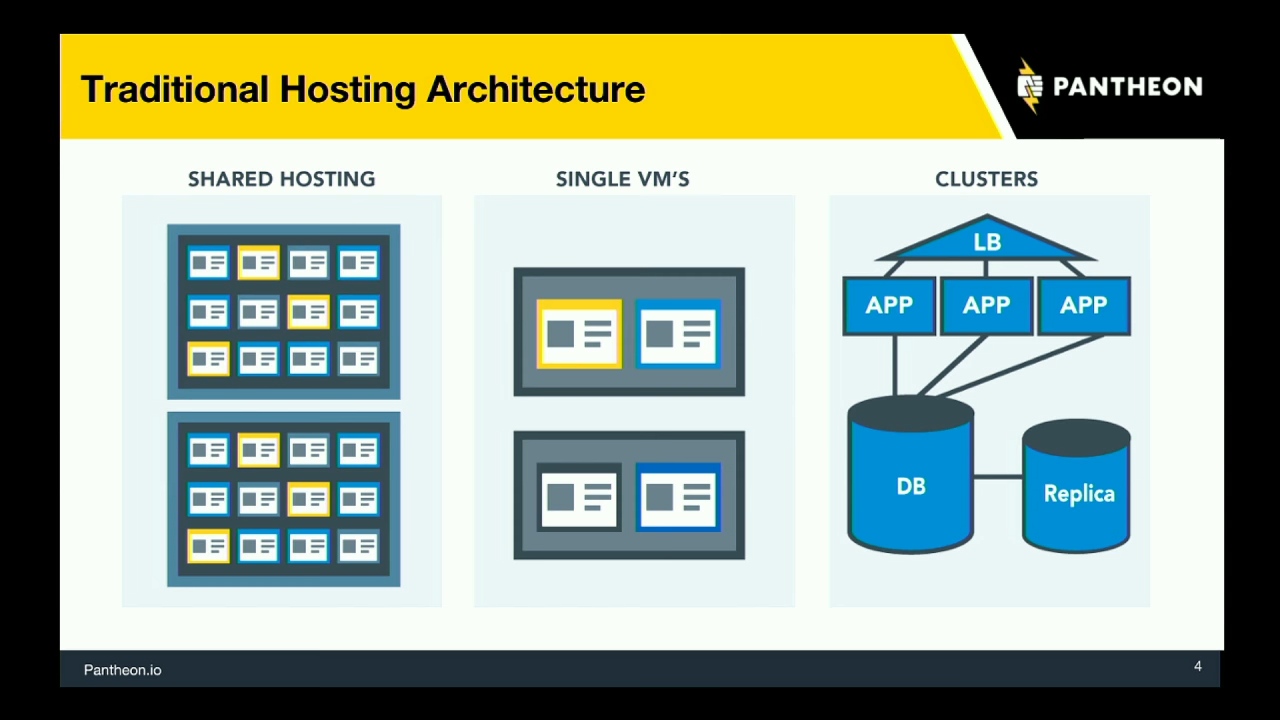 Traditional Hosting Architecture
PANTHEON
SHARED HOSTING
SINGLE VM'S
CLUSTERS
LB
APP
APP
APP
DB
Replica
Pantheon.io
4